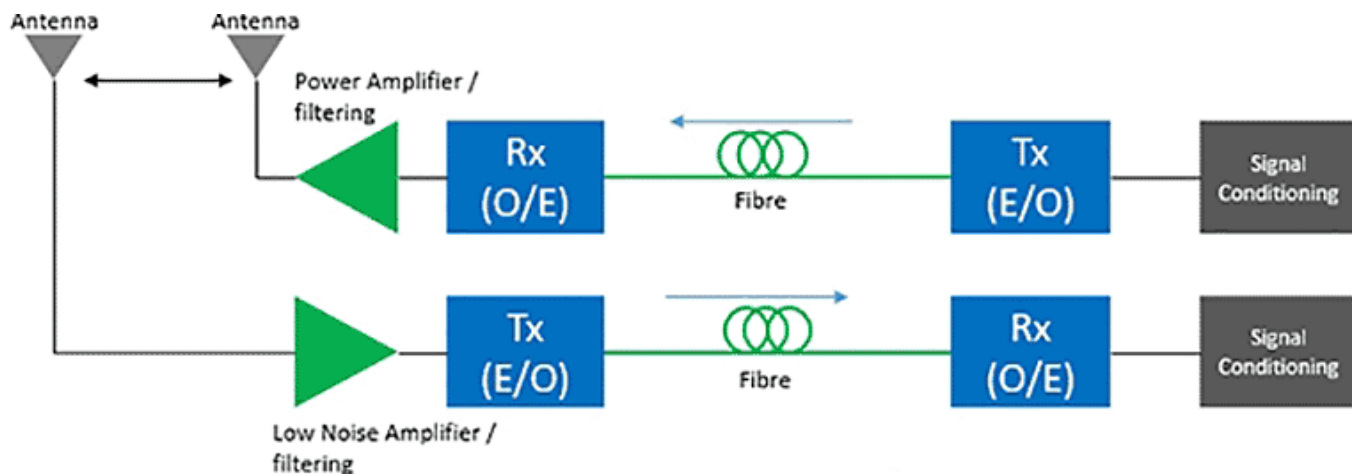 Antenna
Antenna
Power Amplifier /
filtering
Rx
(O/E)
Fibre
Tx
(E/O)
Signal
Conditioning
Tx
(E/O)
Fibre
Rx
(O/E)
Signal
Conditioning
Low Noise Amplifier /
filtering